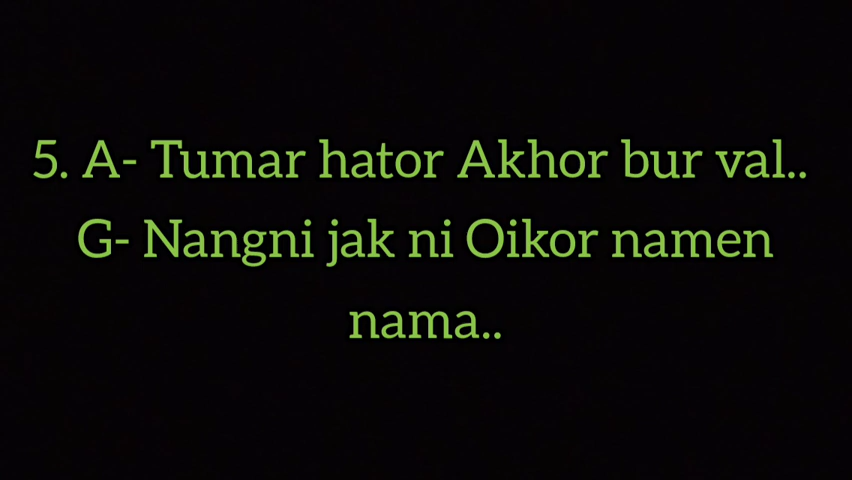 5. A- Tumar hator Akhor bur val..
G- Nangni jak ni Oikor namen
nama..